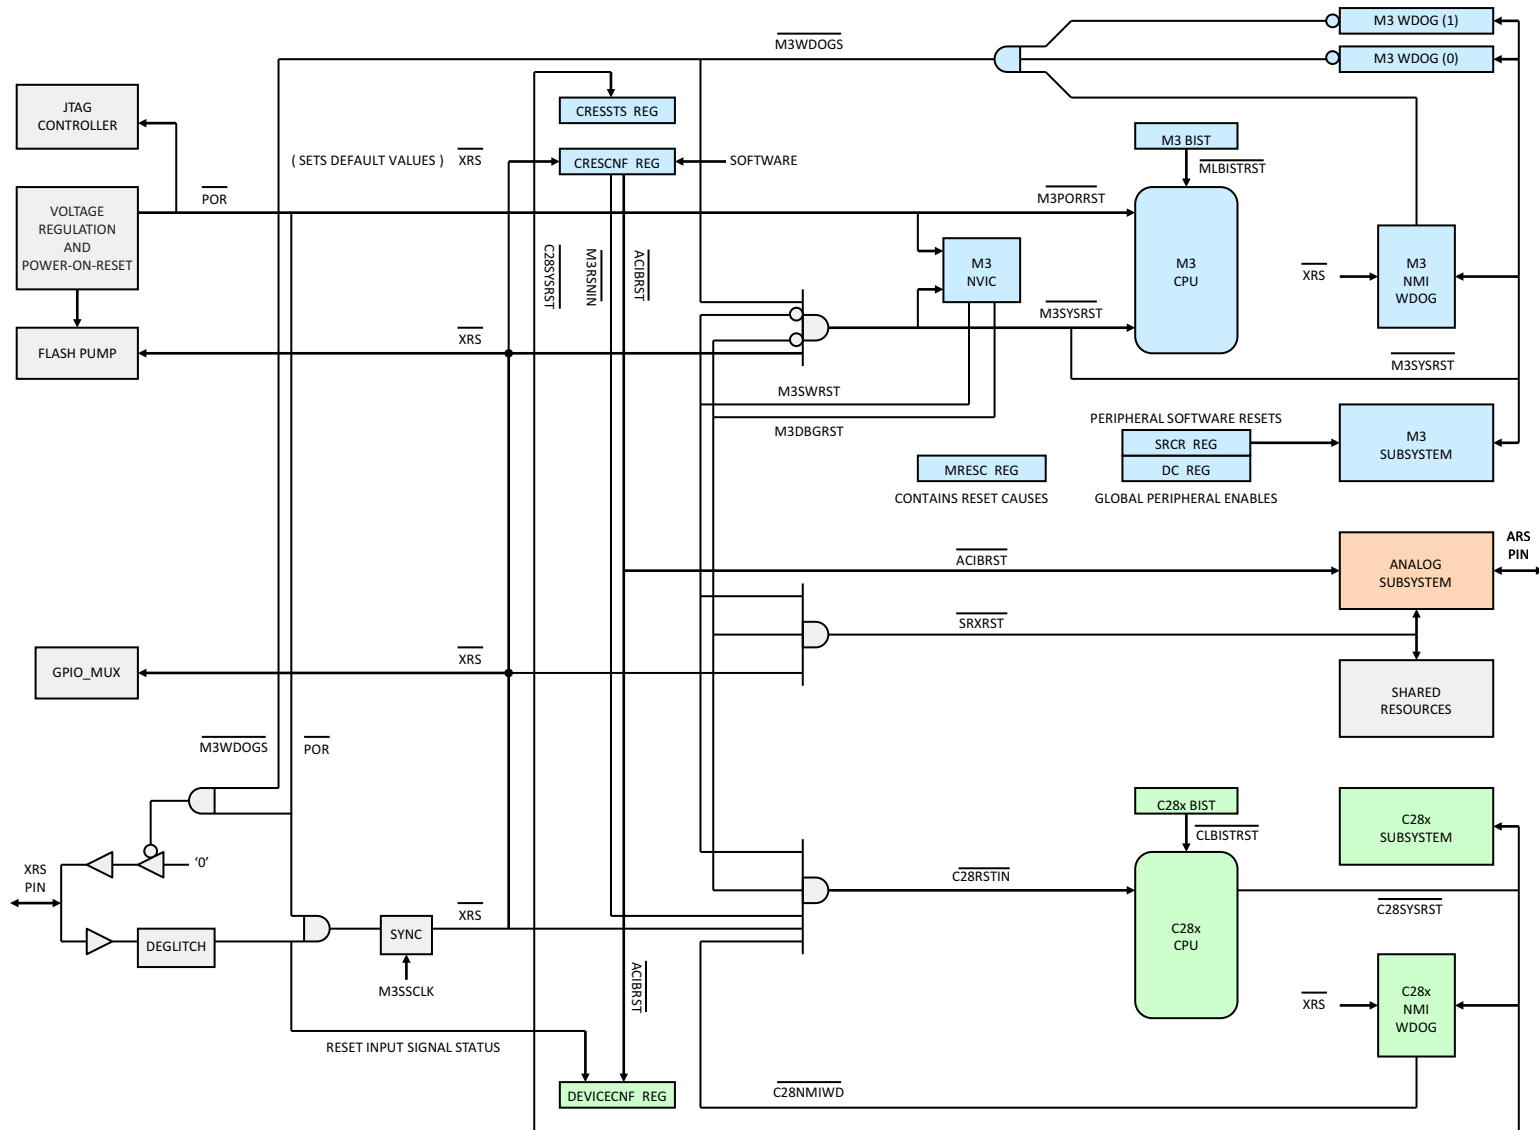 M3 WDOG (1)
M3WDOGS
M3 WDOG (0)
JTAG
CONTROLLER
CRESSTS REG
M3 BIST
( SETS DEFAULT VALUES )
XRS
CRESCNF REG
SOFTWARE
MLBISTRST
POR
M3PORRST
VOLTAGE
REGULATION
AND
POWER-ON-RESET
C28SYSRST
M3RSNIN
ACIBRST
M3
NVIC
M3
CPU
XRS
M3
NMI
WDOG
M3SYSRST
FLASH PUMP
XRS
M3SYSRST
M3SWRST
M3DBGRST
PERIPHERAL SOFTWARE RESETS
SRCR REG
M3
SUBSYSTEM
MRESC REG
DC REG
CONTAINS RESET CAUSES
GLOBAL PERIPHERAL ENABLES
ARS
PIN
ACIBRST
ANALOG
SUBSYSTEM
SRXRST
GPIO_MUX
XRS
SHARED
RESOURCES
M3WDOGS
POR
C28x BIST
C28x
SUBSYSTEM
CLBISTRST
'0'
XRS
PIN
C28RSTIN
C28SYSRST
XRS
DEGLITCH
SYNC
C28x
CPU
M3SSCLK
ACIBRST
XRS
C28x
NMI
WDOG
RESET INPUT SIGNAL STATUS
DEVICECNF REG
C28NMIWD